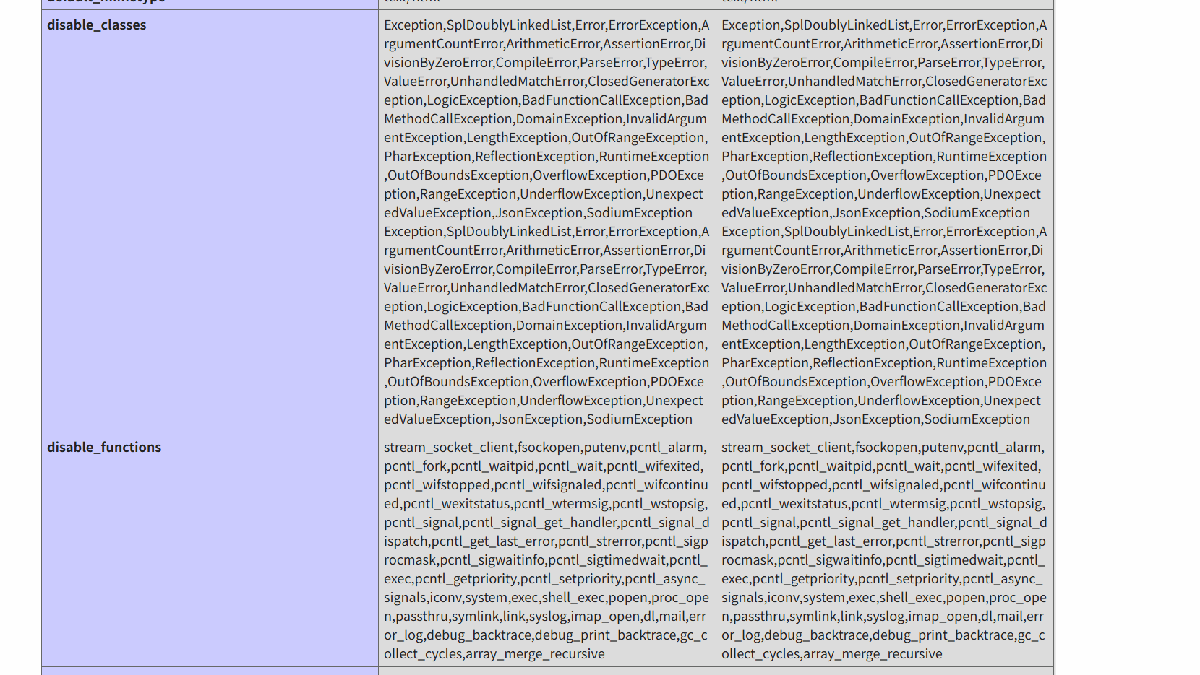 disable_classes
Exception,SplDoublyLinkedList,Error,ErrorException,A
rgumentCountError,ArithmeticError,AssertionError,Di
visionByZeroError,CompileError,ParseError,TypeError,
ValueError,UnhandledMatchError,ClosedGeneratorExc
eption,LogicException,BadFunctionCallException,Bad
MethodCallException,DomainException,InvalidArgum
entException,LengthException,OutOfRangeException,
PharException,ReflectionException,RuntimeException
,OutOfBoundsException,OverflowException,PDOExce
ption,RangeException,UnderflowException,Unexpect
edValueException,JsonException,SodiumException
Exception,SplDoublyLinkedList,Error,ErrorException,A
rgumentCountError,ArithmeticError,AssertionError,Di
visionByZeroError,CompileError,ParseError,TypeError,
ValueError,UnhandledMatchError,ClosedGeneratorExc
eption,LogicException,BadFunctionCallException,Bad
MethodCallException,DomainException,InvalidArgum
entException,LengthException,OutOfRangeException,
PharException,ReflectionException,RuntimeException
,OutOfBoundsException,OverflowException,PDOExce
ption,RangeException,UnderflowException,Unexpect
edValueException,JsonException,SodiumException
Exception,SplDoublyLinkedList,Error,ErrorException,A
rgumentCountError,ArithmeticError,AssertionError,Di
visionByZeroError,CompileError,ParseError,TypeError,
ValueError,UnhandledMatchError,ClosedGeneratorExc
eption,LogicException,BadFunctionCallException,Bad
MethodCallException,DomainException,InvalidArgum
entException,LengthException,OutOfRangeException,
PharException,ReflectionException,RuntimeException
,OutOfBoundsException,OverflowException,PDOExce
ption,RangeException,UnderflowException,Unexpect
edValueException,JsonException,SodiumException
Exception,SplDoublyLinkedList,Error,ErrorException,A
rgumentCountError,ArithmeticError,AssertionError,Di
visionByZeroError,CompileError,ParseError,TypeError,
ValueError,UnhandledMatchError,ClosedGeneratorExc
eption,LogicException,BadFunctionCallException,Bad
MethodCallException,DomainException,InvalidArgum
entException,LengthException,OutOfRangeException,
PharException,ReflectionException,RuntimeException
,OutOfBoundsException,OverflowException,PDOExce
ption,RangeException,UnderflowException,Unexpect
edValueException,JsonException,SodiumException
disable_functions
stream_socket_client,fsockopen,putenv,pcntl_alarm,
pcntl_fork,pcntl_waitpid,pcntl_wait,pcntl_wifexited,
pcntl_wifstopped,pcntl_wifsignaled,pcntl_wifcontinu
ed,pcntl_wexitstatus,pcntl_wtermsig,pcntl_wstopsig,
pcntl_signal,pcntl_signal_get_handler,pcntl_signal_d
ispatch,pcntl_get_last_error,pcntl_strerror,pcntl_sigp
rocmask,pcntl_sigwaitinfo,pcntl_sigtimedwait,pcntl_
exec,pcntl_getpriority,pcntl_setpriority,pcntl_async_
signals,iconv,system,exec,shell_exec,popen,proc_ope
n,passthru,symlink,link,syslog,imap_open,dl,mail,err
or_log,debug_backtrace,debug_print_backtrace,gc_c
ollect_cycles,array_merge_recursive
stream_socket_client,fsockopen,putenv,pcntl_alarm,
pcntl_fork,pcntl_waitpid,pcntl_wait,pcntl_wifexited,
pcntl_wifstopped,pcntl_wifsignaled,pcntl_wifcontinu
ed,pcntl_wexitstatus,pcntl_wtermsig,pcntl_wstopsig,
pcntl_signal,pcntl_signal_get_handler,pcntl_signal_d
ispatch,pcntl_get_last_error,pcntl_strerror,pcntl_sigp
rocmask,pcntl_sigwaitinfo,pcntl_sigtimedwait,pcntl_
exec,pcntl_getpriority,pcntl_setpriority,pcntl_async_
signals,iconv,system,exec,shell_exec,popen,proc_ope
n,passthru,symlink,link,syslog,imap_open,dl,mail,err
or_log,debug_backtrace,debug_print_backtrace,gc_c
ollect_cycles,array_merge_recursive